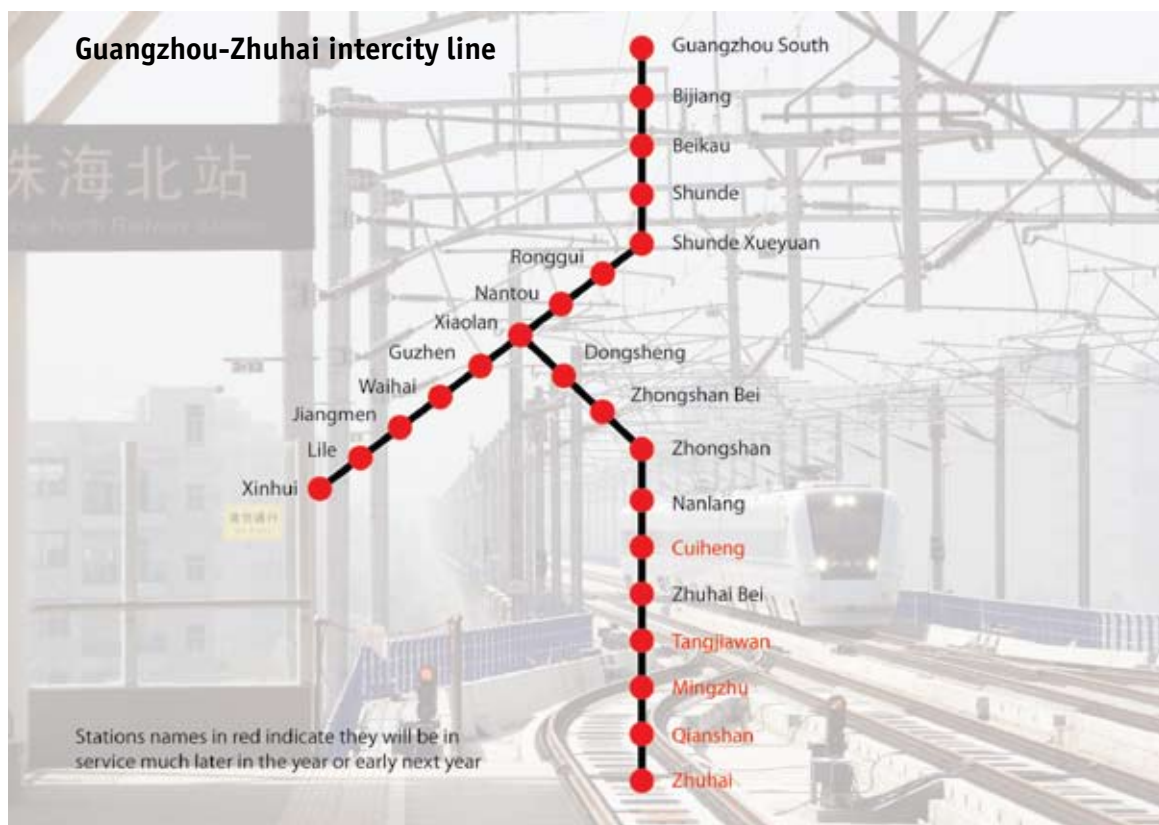 Guangzhou-Zhuhai intercity line
珠海北站
Guangzhou South
Bijiang
Beikau
Shunde
Shunde Xueyuan
Ronggui
Nantou
Xiaolan
Guzhen
Waihai
Jiangmen
Lile
Xinhui
Dongsheng
Zhongshan Bei
Zhongshan
Nanlang
Cuiheng
Zhuhai Bei
Tangjiawan
Mingzhu
Qianshan
Zhuhai
Stations names in red indicate they will be in
service much later in the year or early next year